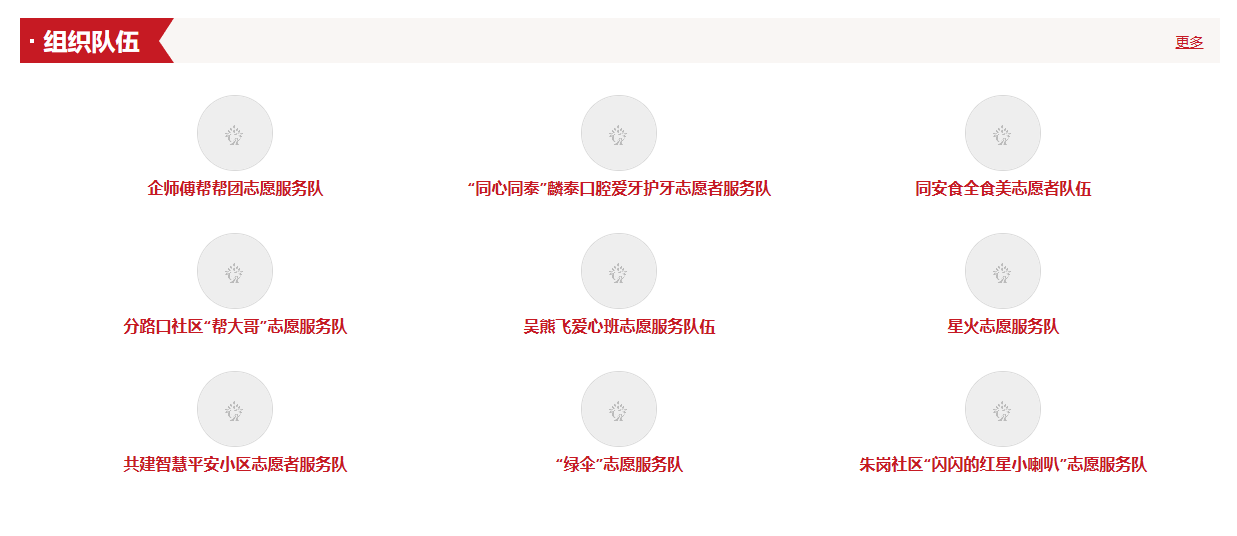 · 组织队伍
更多
企师傅帮帮团志愿服务队
“同心同泰”麟泰口腔爱牙护牙志愿者服务队
同安食全食美志愿者队伍
分路口社区“帮大哥”志愿服务队
吴熊飞爱心班志愿服务队伍
星火志愿服务队
共建智慧平安小区志愿者服务队
“绿伞”志愿服务队
朱岗社区“闪闪的红星小喇叭”志愿服务队